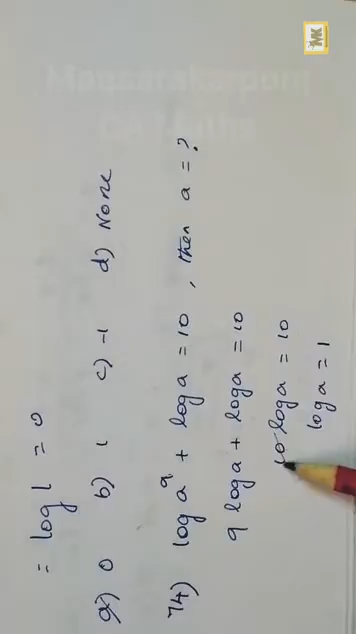 = log 1 = 0
a) 0 b) 1 c) -1 d) None
74) log a⁹ + log a = 10, then a = ?
9 log a + log a = 10
10 log a = 10
log a = 1
MK